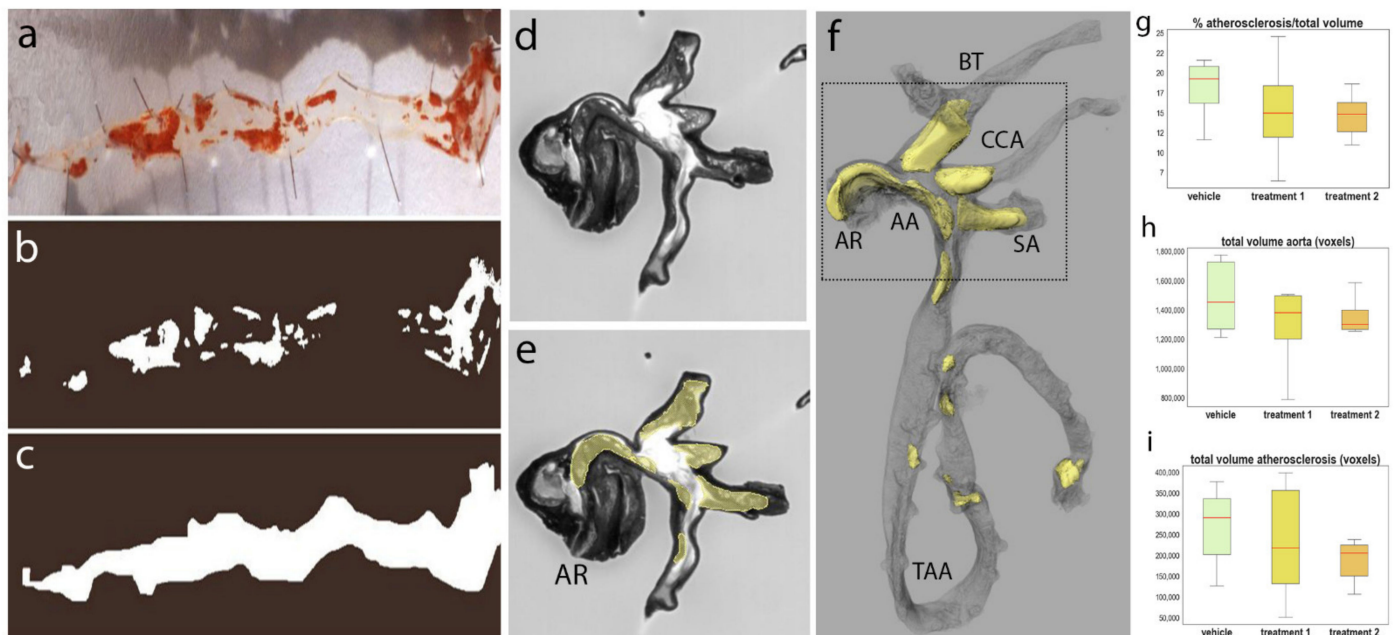 a
b
c
d
e
AR
f
BT
CCA
AR
AA
SA
TAA
g
% atherosclerosis/total volume
25
22
20
17
15
12
10
7
vehicle
treatment 1
treatment 2
h
total volume aorta (voxels)
1,800,000
1,600,000
1,400,000
1,200,000
1,000,000
800,000
vehicle
treatment 1
treatment 2
i
total volume atherosclerosis (voxels)
400,000
350,000
300,000
250,000
200,000
150,000
100,000
50,000
vehicle
treatment 1
treatment 2